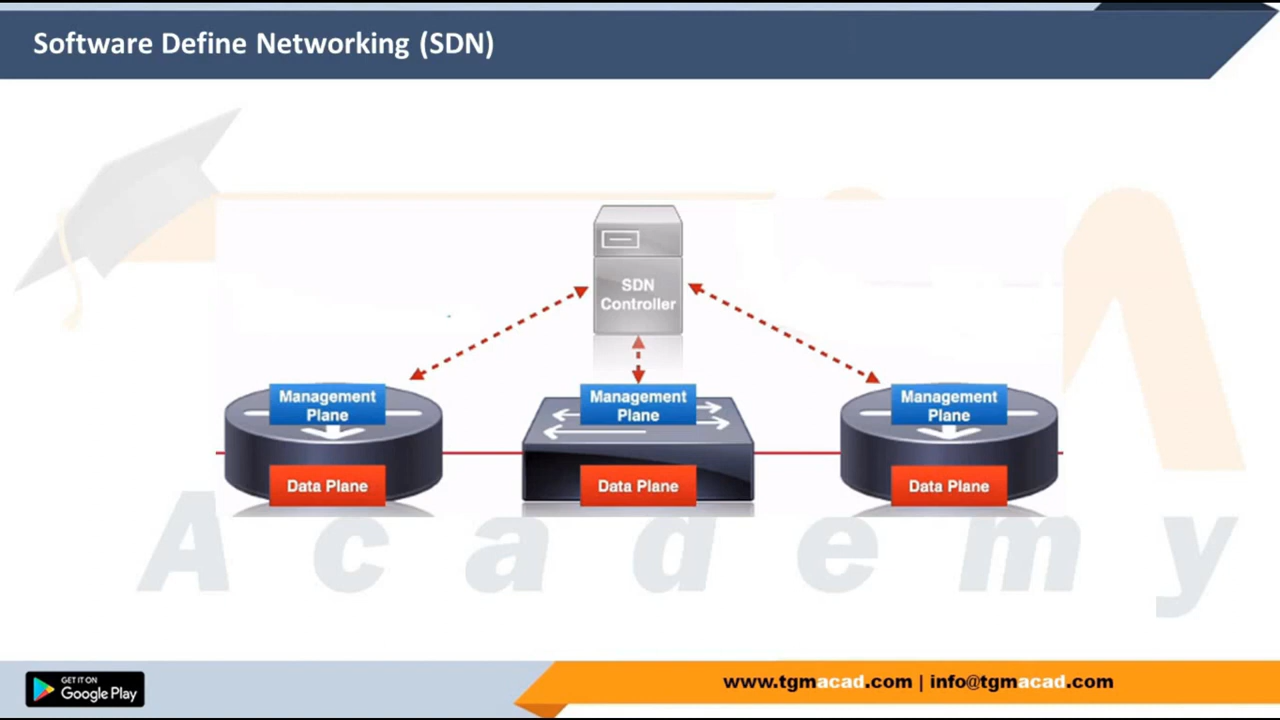 Software Define Networking (SDN)
SDN
Controller
Management
Plane
Management
Plane
Management
Plane
Data Plane
Data Plane
Data Plane
Academy
GET IT ON
Google Play
www.tgmacad.com | info@tgmacad.com